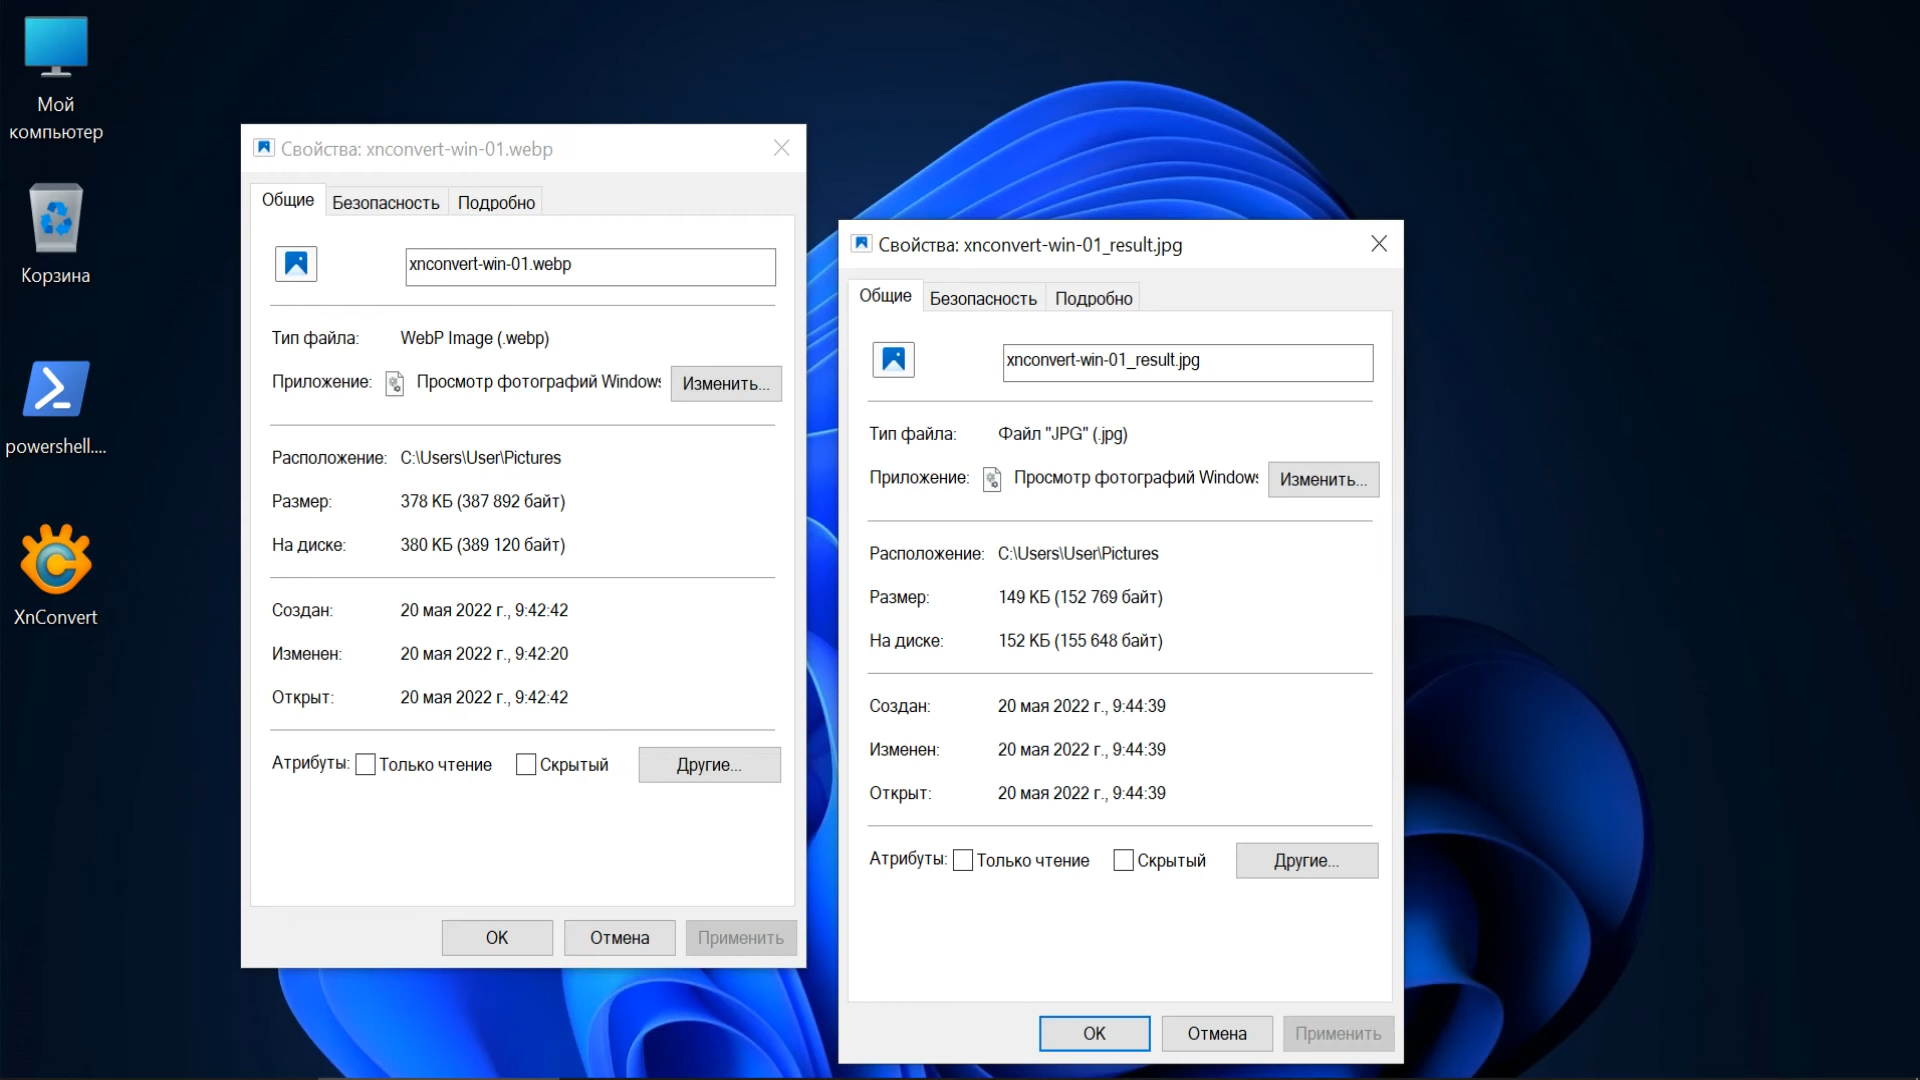 Мой
компьютер
Корзина
powershell....
XnConvert
Свойства: xnconvert-win-01.webp
Общие
Безопасность
Подробно
xnconvert-win-01.webp
Тип файла: WebP Image (.webp)
Приложение: Просмотр фотографий Windows Изменить...
Расположение: C:\Users\User\Pictures
Размер: 378 КБ (387 892 байт)
На диске: 380 КБ (389 120 байт)
Создан: 20 мая 2022 г., 9:42:42
Изменен: 20 мая 2022 г., 9:42:20
Открыт: 20 мая 2022 г., 9:42:42
Атрибуты: Только чтение Скрытый Другие...
OK Отмена Применить
Свойства: xnconvert-win-01_result.jpg
Общие
Безопасность
Подробно
xnconvert-win-01_result.jpg
Тип файла: Файл "JPG" (.jpg)
Приложение: Просмотр фотографий Windows Изменить...
Расположение: C:\Users\User\Pictures
Размер: 149 КБ (152 769 байт)
На диске: 152 КБ (155 648 байт)
Создан: 20 мая 2022 г., 9:44:39
Изменен: 20 мая 2022 г., 9:44:39
Открыт: 20 мая 2022 г., 9:44:39
Атрибуты: Только чтение Скрытый Другие...
OK Отмена Применить